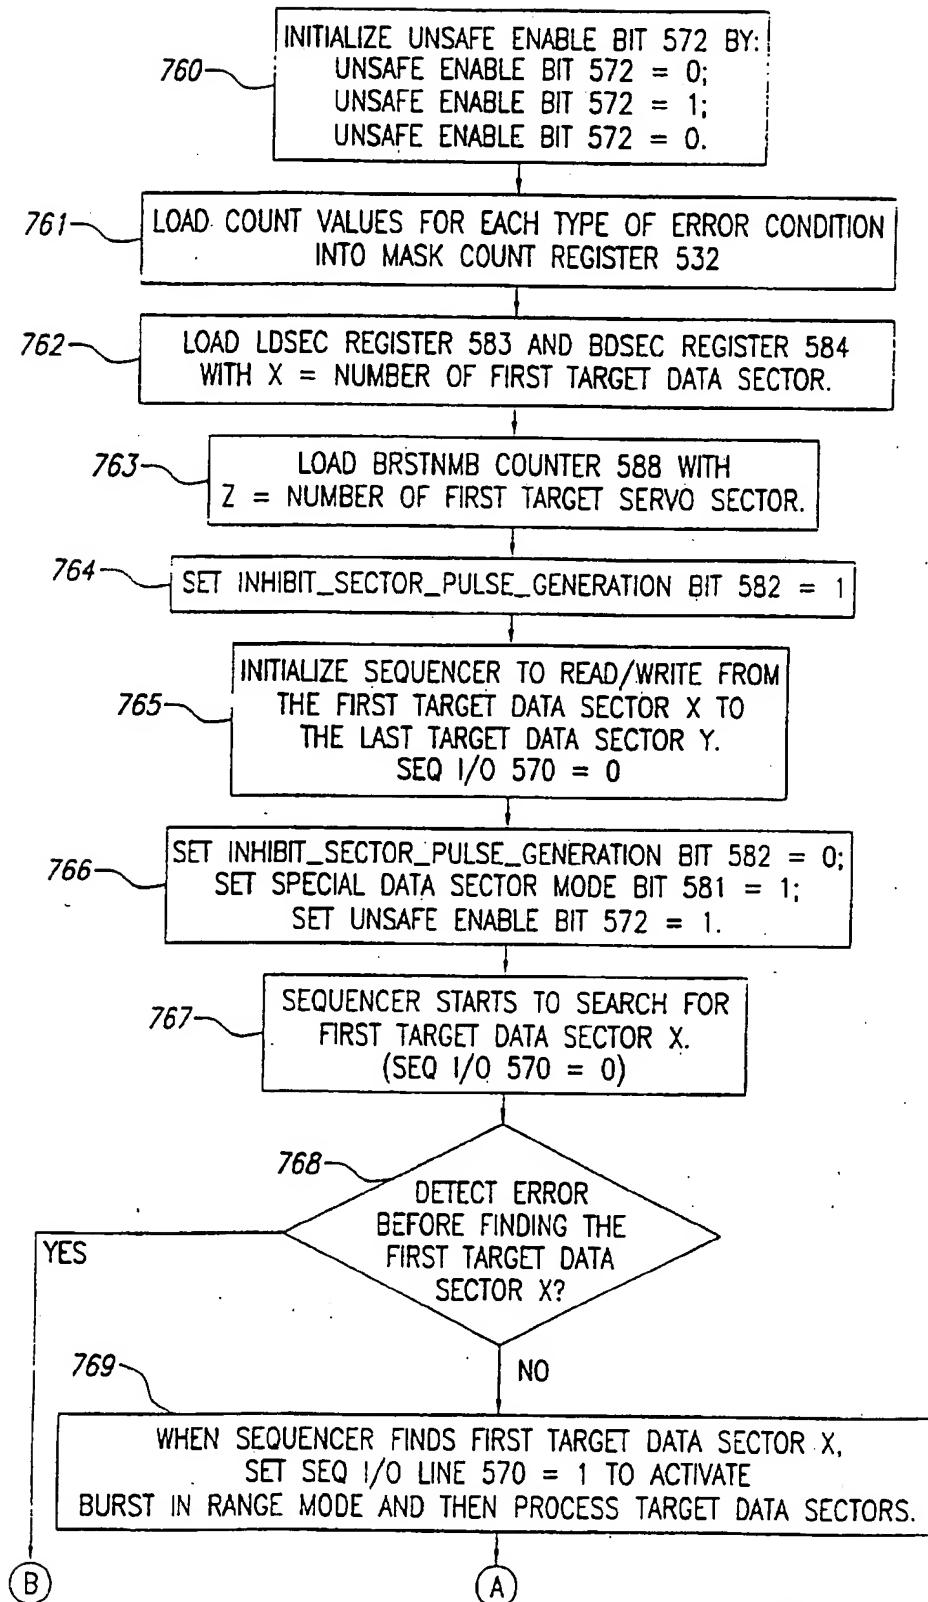 760
INITIALIZE UNSAFE ENABLE BIT 572 BY:
UNSAFE ENABLE BIT 572 = 0;
UNSAFE ENABLE BIT 572 = 1;
UNSAFE ENABLE BIT 572 = 0.
761
LOAD COUNT VALUES FOR EACH TYPE OF ERROR CONDITION
INTO MASK COUNT REGISTER 532
762
LOAD LDSEC REGISTER 583 AND BDSEC REGISTER 584
WITH X = NUMBER OF FIRST TARGET DATA SECTOR.
763
LOAD BRSTNMB COUNTER 588 WITH
Z = NUMBER OF FIRST TARGET SERVO SECTOR.
764
SET INHIBIT_SECTOR_PULSE_GENERATION BIT 582 = 1
765
INITIALIZE SEQUENCER TO READ/WRITE FROM
THE FIRST TARGET DATA SECTOR X TO
THE LAST TARGET DATA SECTOR Y.
SEQ I/O 570 = 0
766
SET INHIBIT_SECTOR_PULSE_GENERATION BIT 582 = 0;
SET SPECIAL DATA SECTOR MODE BIT 581 = 1;
SET UNSAFE ENABLE BIT 572 = 1.
767
SEQUENCER STARTS TO SEARCH FOR
FIRST TARGET DATA SECTOR X.
(SEQ I/O 570 = 0)
768
DETECT ERROR
BEFORE FINDING THE
FIRST TARGET DATA
SECTOR X?
YES
NO
769
WHEN SEQUENCER FINDS FIRST TARGET DATA SECTOR X,
SET SEQ I/O LINE 570 = 1 TO ACTIVATE
BURST IN RANGE MODE AND THEN PROCESS TARGET DATA SECTORS.
B
A